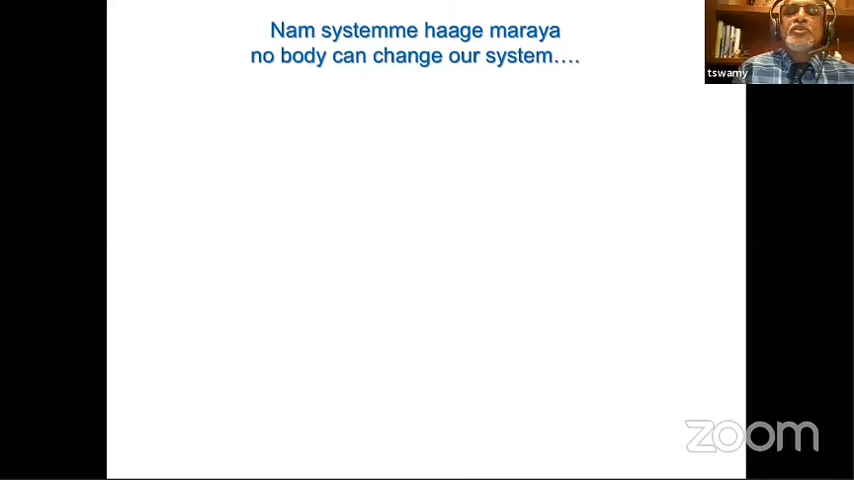 Nam systemme haage maraya
no body can change our system….
tswamy
zoom